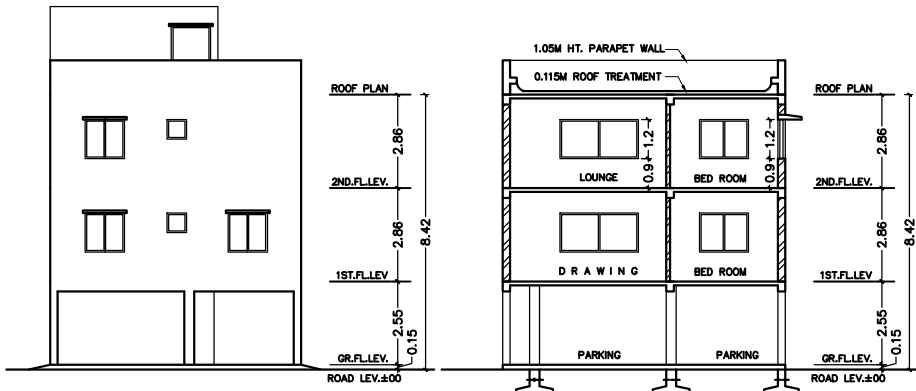 1.05M HT. PARAPET WALL
0.115M ROOF TREATMENT
ROOF PLAN
2.86
2ND.FL.LEV.
2.86
8.42
1ST.FL.LEV
2.55
0.15
GR.FL.LEV.
ROAD LEV.±00
1.2
0.9
LOUNGE
BED ROOM
1.2
0.9
DRAWING
BED ROOM
PARKING
PARKING
ROOF PLAN
2.86
2ND.FL.LEV.
2.86
8.42
1ST.FL.LEV
2.55
0.15
GR.FL.LEV.
ROAD LEV.±00